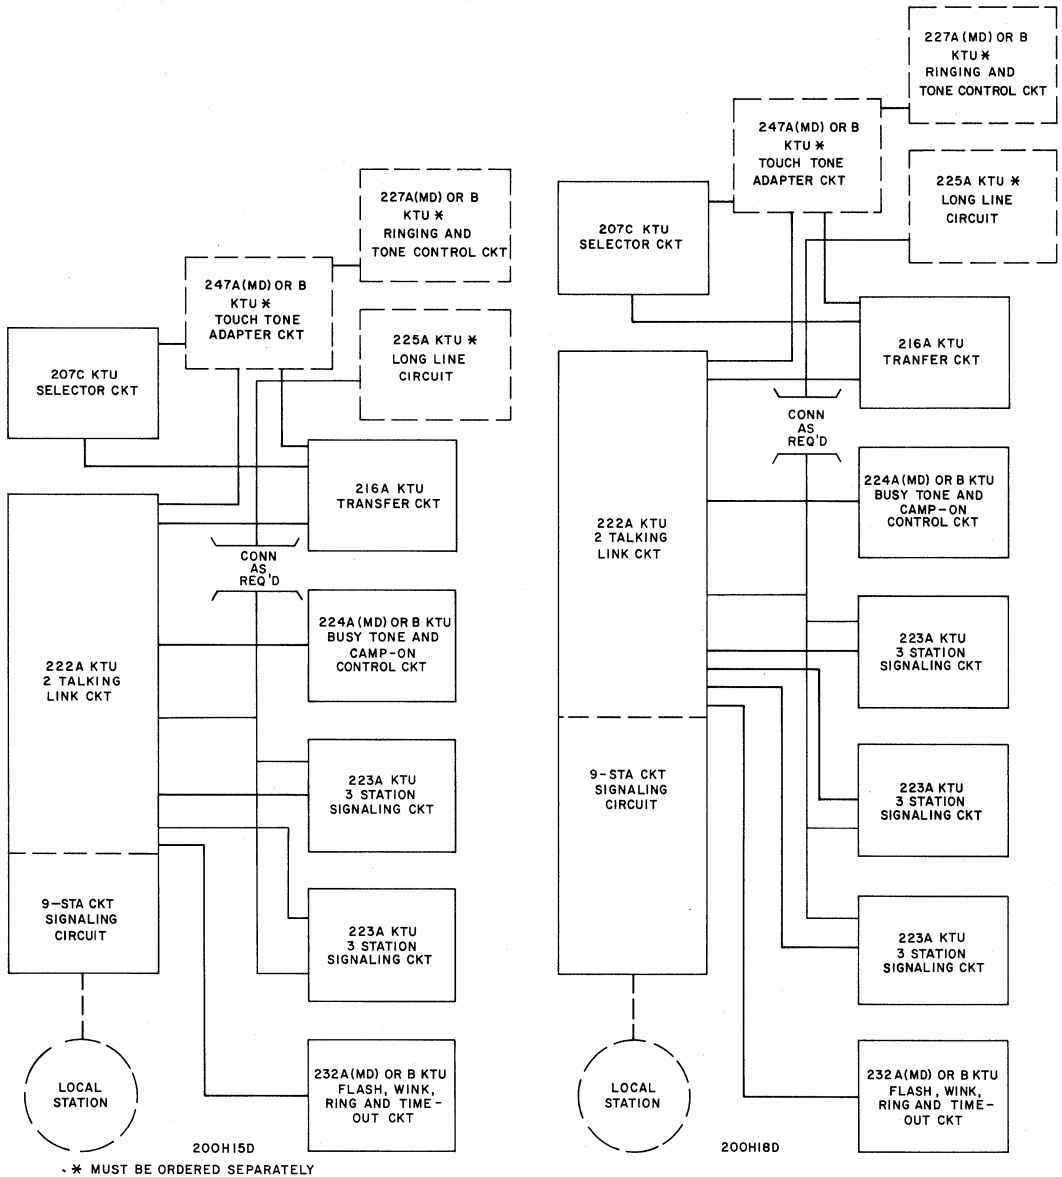 227A(MD) OR B
KTU *
RINGING AND
TONE CONTROL CKT
247A(MD) OR B
KTU *
TOUCH TONE
ADAPTER CKT
207C KTU
SELECTOR CKT
225A KTU *
LONG LINE
CIRCUIT
216A KTU
TRANSFER CKT
CONN
AS
REQ'D
224A(MD) OR B KTU
BUSY TONE AND
CAMP-ON
CONTROL CKT
222A KTU
2 TALKING
LINK CKT
223A KTU
3 STATION
SIGNALING CKT
9-STA CKT
SIGNALING
CIRCUIT
223A KTU
3 STATION
SIGNALING CKT
LOCAL
STATION
232A(MD) OR B KTU
FLASH, WINK,
RING AND TIME-
OUT CKT
200H15D
* MUST BE ORDERED SEPARATELY
227A(MD) OR B
KTU *
RINGING AND
TONE CONTROL CKT
247A(MD) OR B
KTU *
TOUCH TONE
ADAPTER CKT
225A KTU *
LONG LINE
CIRCUIT
207C KTU
SELECTOR CKT
216A KTU
TRANFER CKT
CONN
AS
REQ'D
224A(MD) OR B KTU
BUSY TONE AND
CAMP-ON
CONTROL CKT
222A KTU
2 TALKING
LINK CKT
223A KTU
3 STATION
SIGNALING CKT
9-STA CKT
SIGNALING
CIRCUIT
223A KTU
3 STATION
SIGNALING CKT
223A KTU
3 STATION
SIGNALING CKT
LOCAL
STATION
232A(MD) OR B KTU
FLASH, WINK,
RING AND TIME-
OUT CKT
200H18D